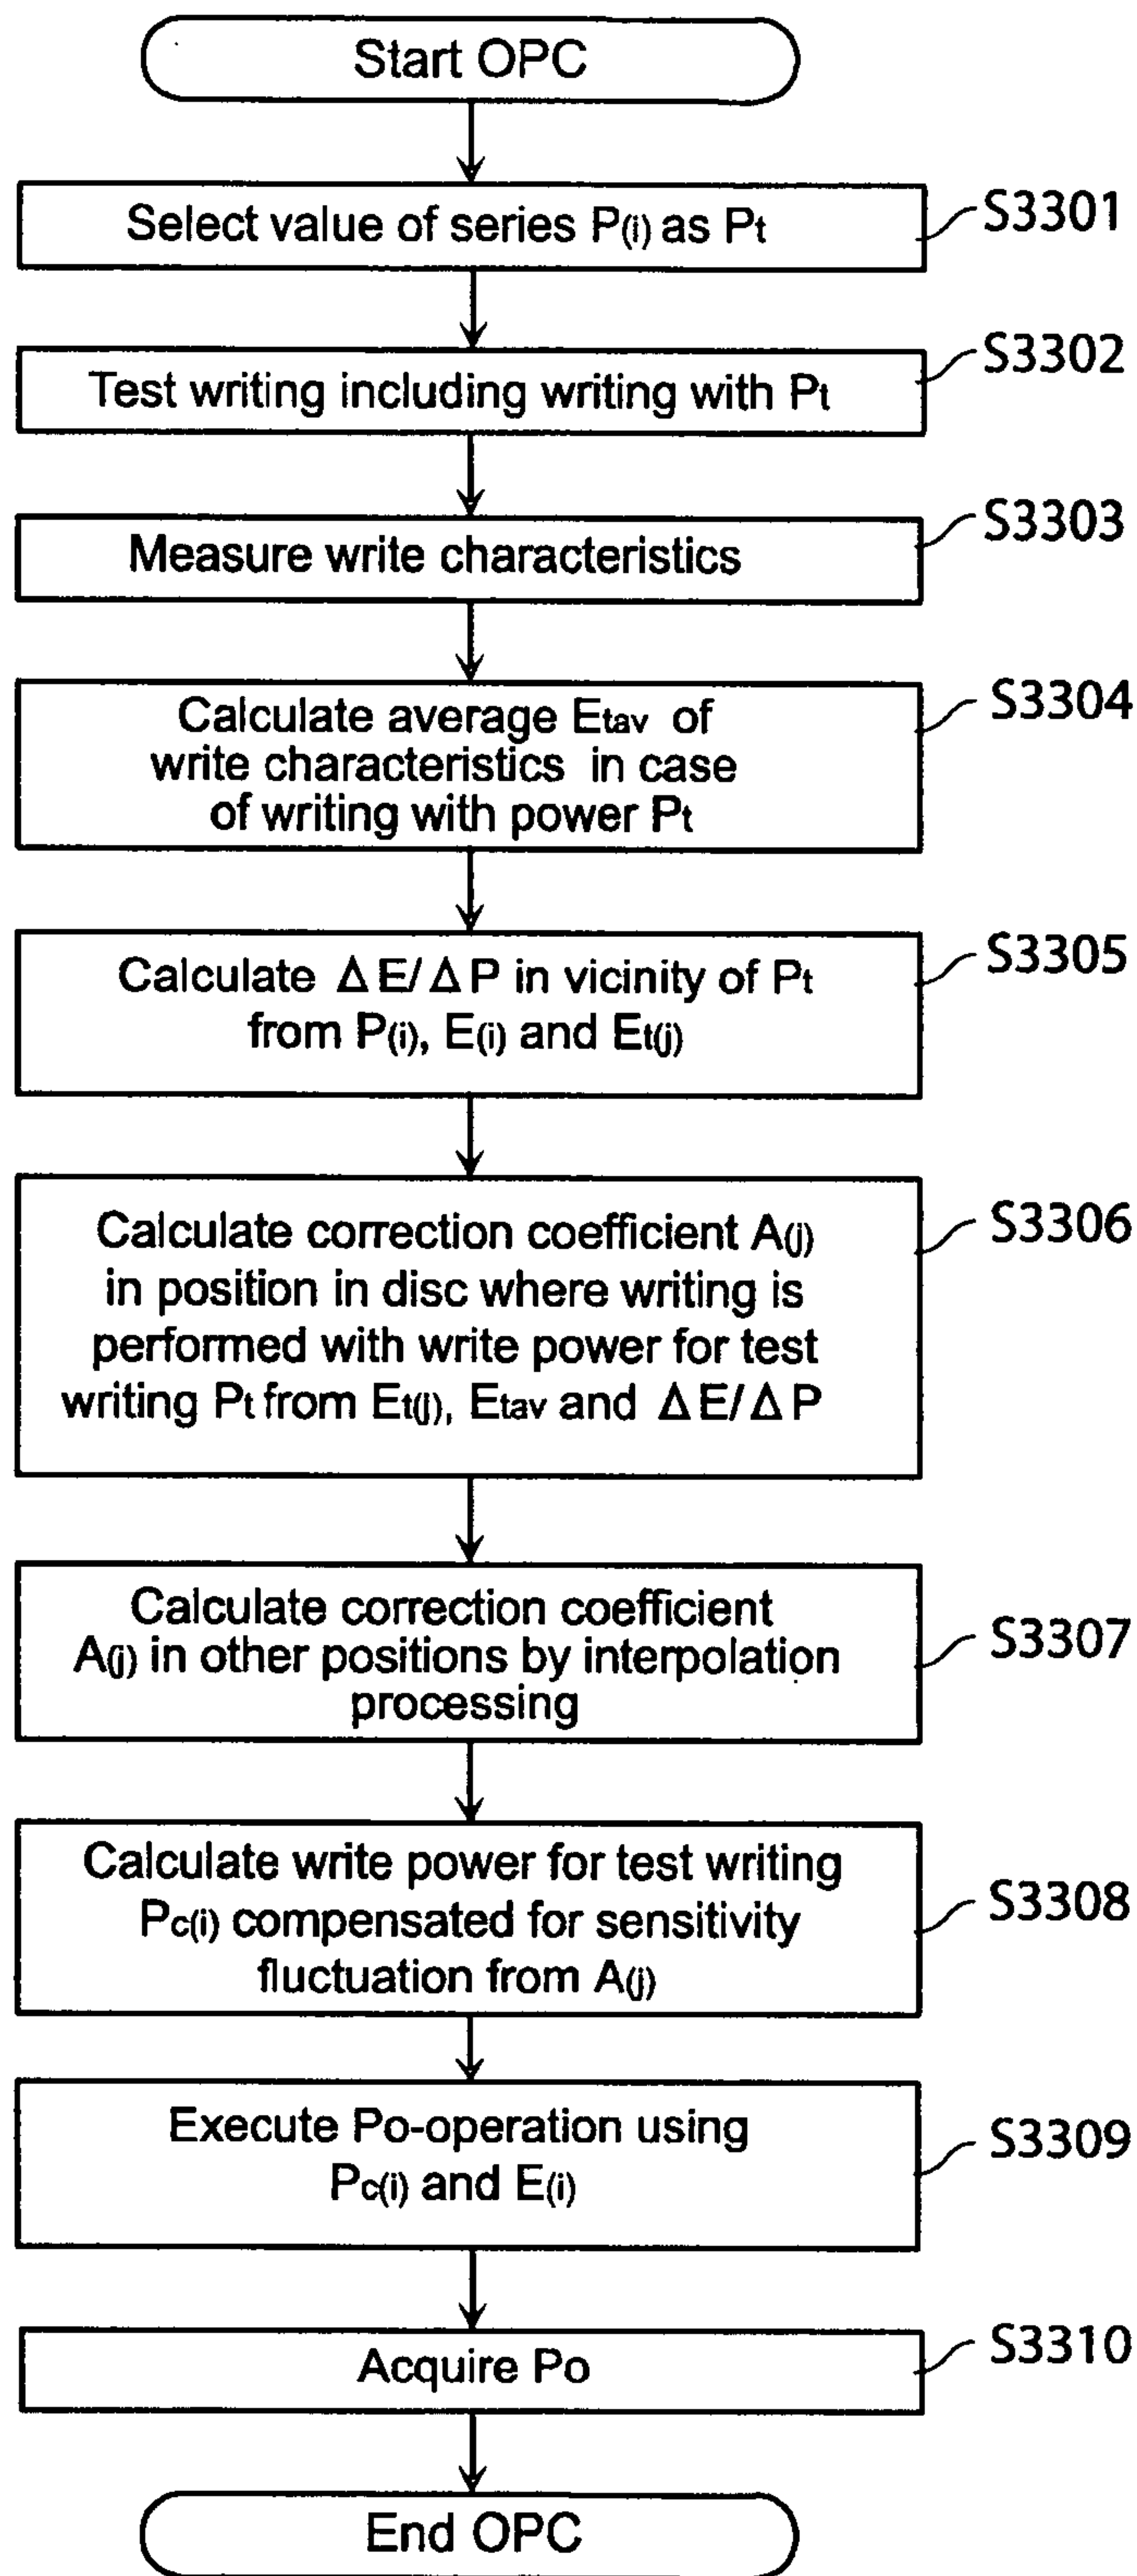 Start OPC
Select value of series P(i) as Pt
S3301
Test writing including writing with Pt
S3302
Measure write characteristics
S3303
Calculate average Etav of
write characteristics in case
of writing with power Pt
S3304
Calculate ΔE/ΔP in vicinity of Pt
from P(i), E(i) and Et(j)
S3305
Calculate correction coefficient A(j)
in position in disc where writing is
performed with write power for test
writing Pt from Et(j), Etav and ΔE/ΔP
S3306
Calculate correction coefficient
A(j) in other positions by interpolation
processing
S3307
Calculate write power for test writing
Pc(i) compensated for sensitivity
fluctuation from A(j)
S3308
Execute Po-operation using
Pc(i) and E(i)
S3309
Acquire Po
S3310
End OPC